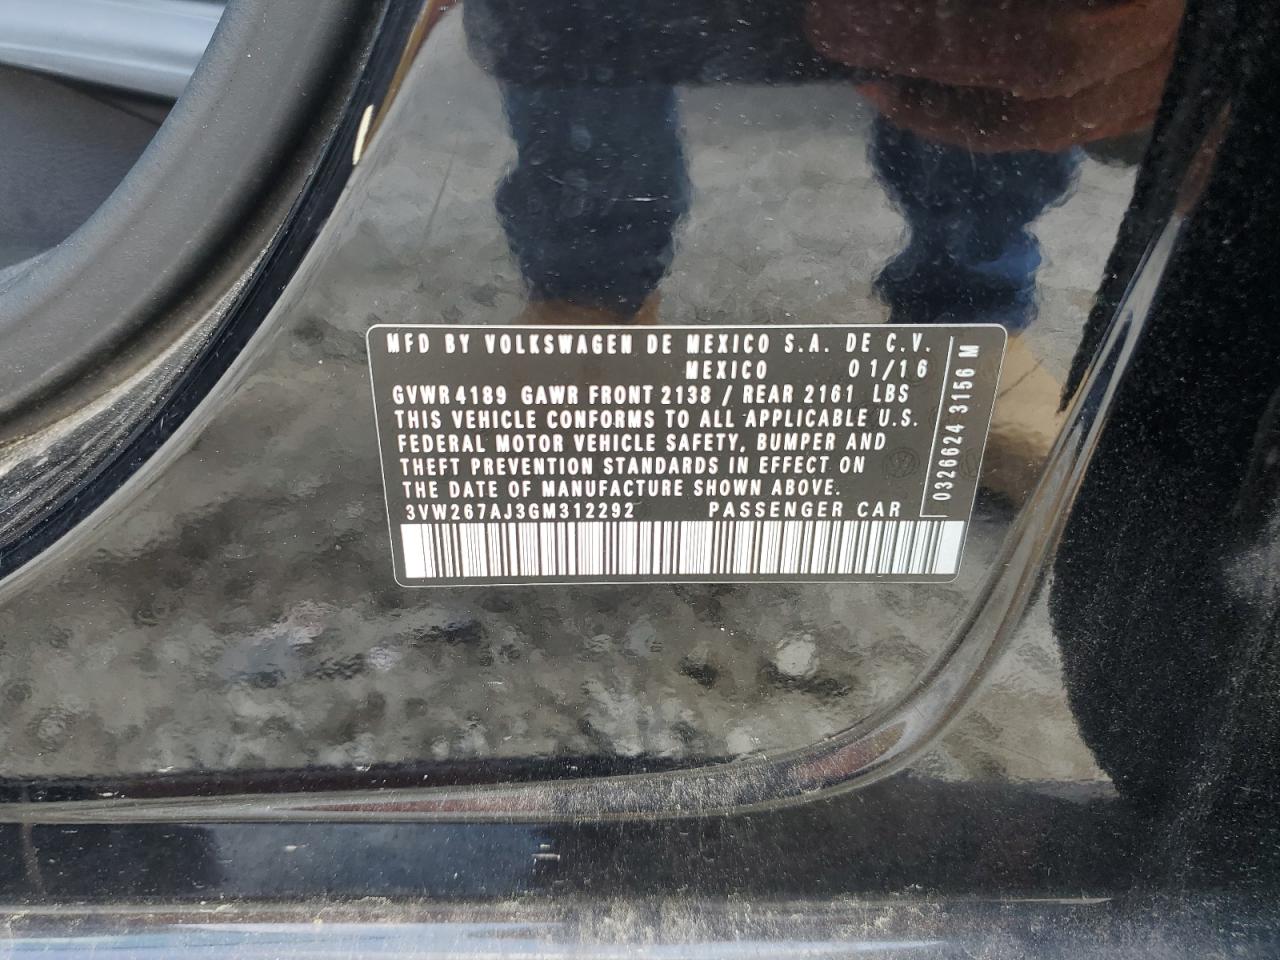 MFD BY VOLKSWAGEN DE MEXICO S.A. DE C.V.
MEXICO 01/16
GVWR 4189 GAWR FRONT 2138 / REAR 2161 LBS
THIS VEHICLE CONFORMS TO ALL APPLICABLE U.S.
FEDERAL MOTOR VEHICLE SAFETY, BUMPER AND
THEFT PREVENTION STANDARDS IN EFFECT ON
THE DATE OF MANUFACTURE SHOWN ABOVE.
3VW267AJ3GM312292 PASSENGER CAR
0326624 3156 M